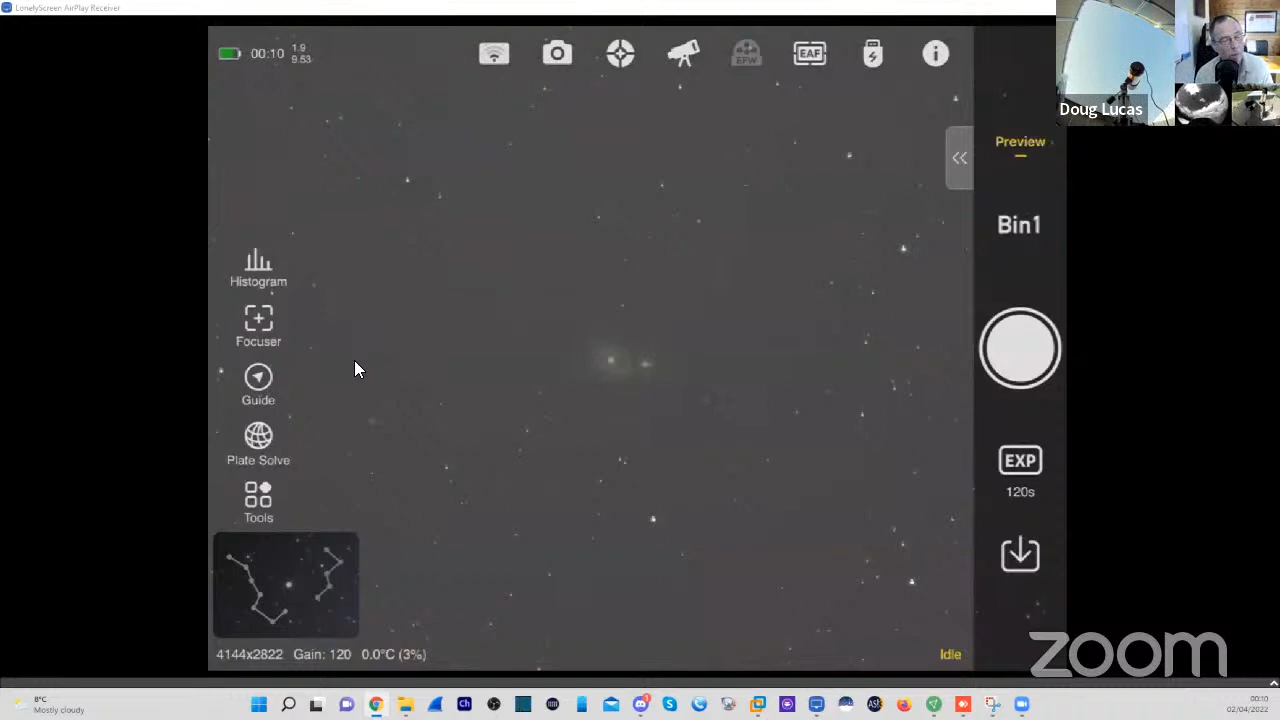 LonelyScreen AirPlay Receiver
00:10
1.9
9.53
EFW
EAF
Doug Lucas
Preview
Bin1
Histogram
Focuser
Guide
Plate Solve
Tools
EXP
120s
4144x2822 Gain: 120 0.0°C (3%)
Idle
zoom
8°C
Mostly cloudy
00:10
02/04/2022